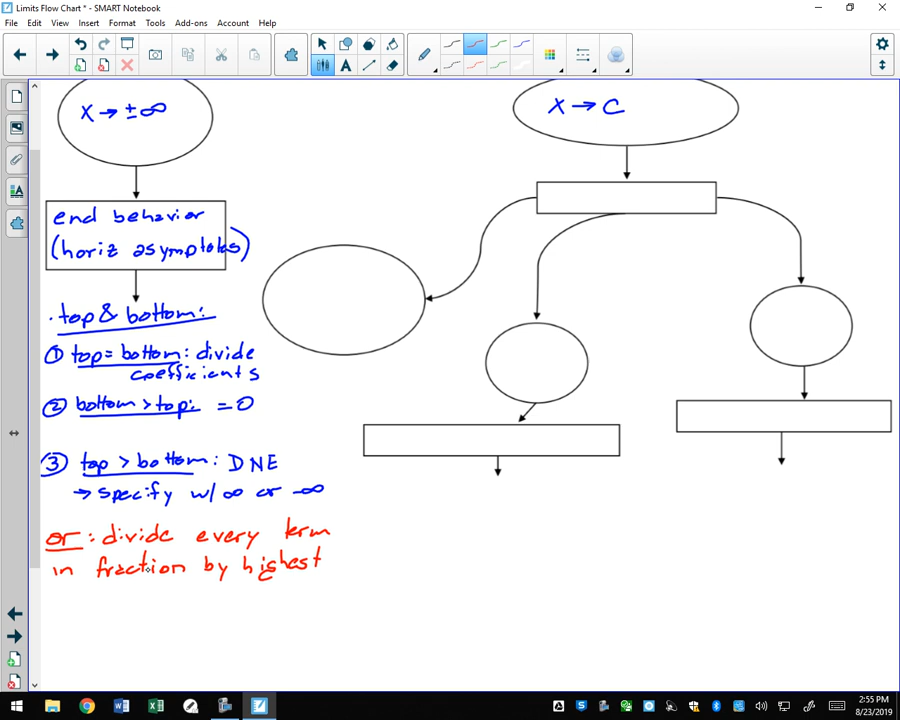 Limits Flow Chart * - SMART Notebook
File Edit View Insert Format Tools Add-ons Account Help
X → ±∞
X → C
end behavior
(horiz asymptotes)
· top & bottom:
① top = bottom: divide
coefficients
② bottom > top: = 0
③ top > bottom: DNE
→ specify w/ ∞ or -∞
or: divide every term
in fraction by highest
2:55 PM
8/23/2019